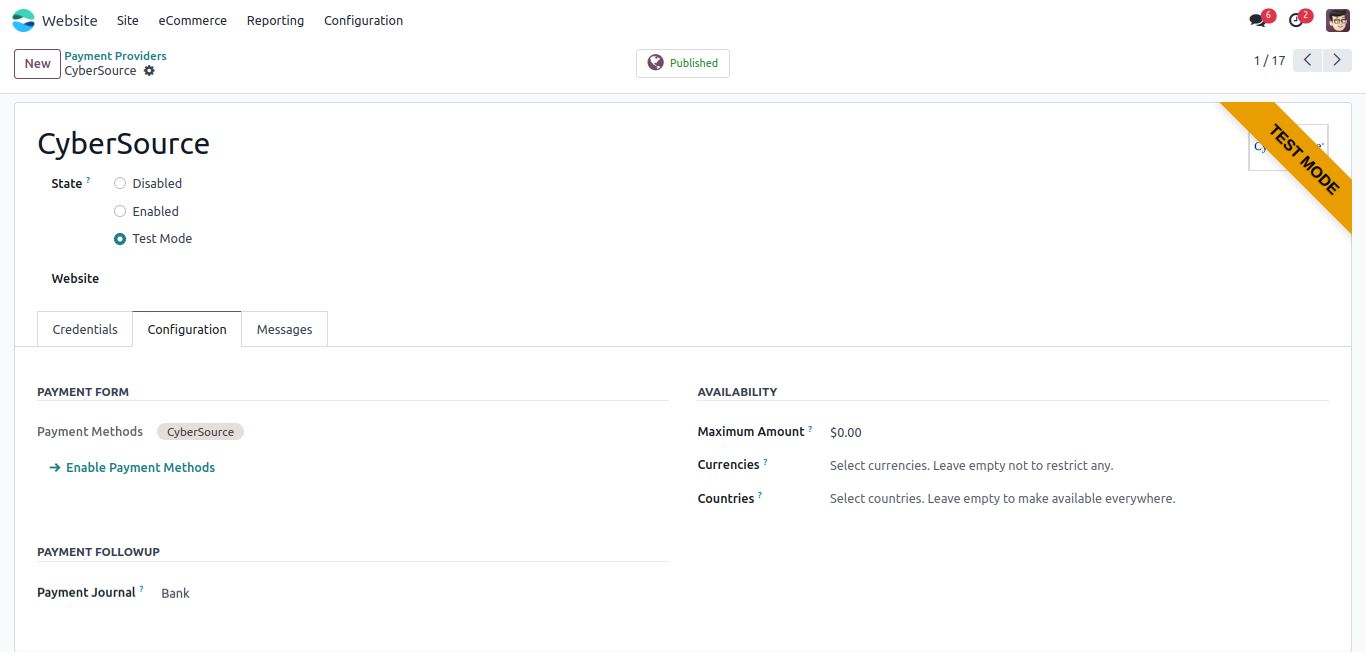 Website Site eCommerce Reporting Configuration 6 2
New Payment Providers
CyberSource
Published
1 / 17
CyberSource
TEST MODE
State ? Disabled
Enabled
Test Mode
Website
Credentials Configuration Messages
PAYMENT FORM
Payment Methods CyberSource
Enable Payment Methods
AVAILABILITY
Maximum Amount ? $0.00
Currencies ? Select currencies. Leave empty not to restrict any.
Countries ? Select countries. Leave empty to make available everywhere.
PAYMENT FOLLOWUP
Payment Journal ? Bank